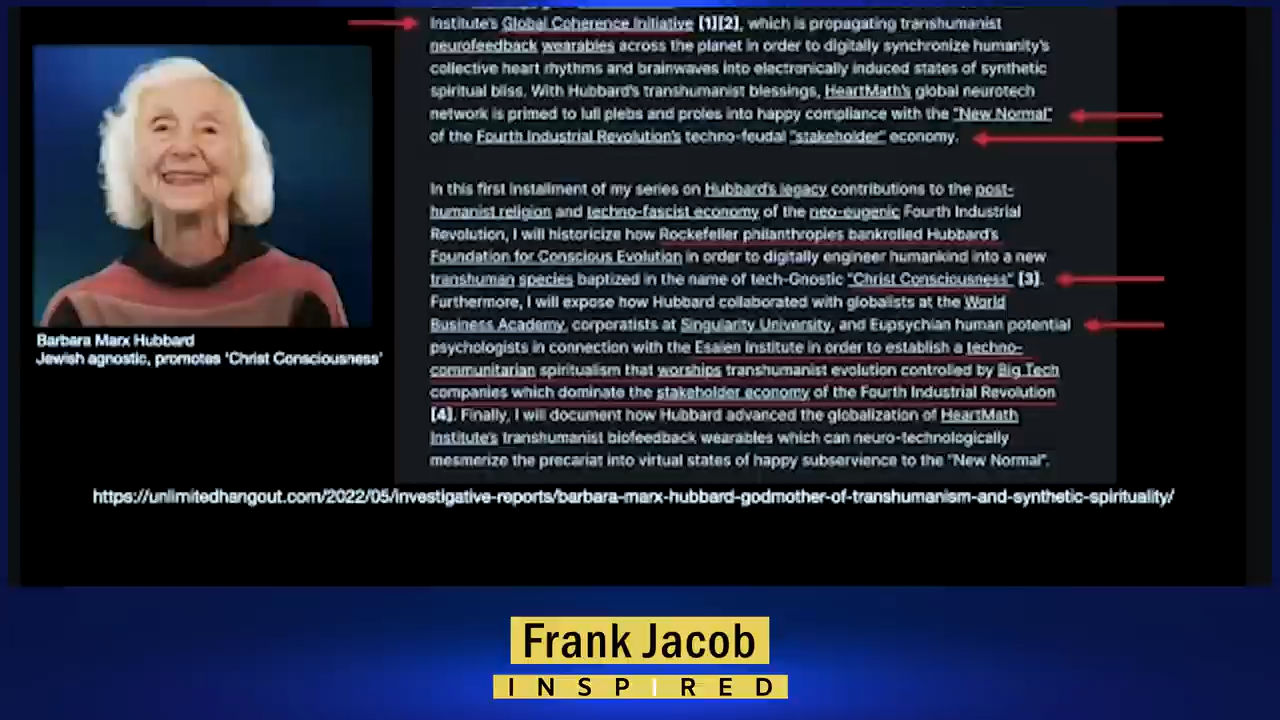 Institute's Global Coherence Initiative [1][2], which is propagating transhumanist
neurofeedback wearables across the planet in order to digitally synchronize humanity's
collective heart rhythms and brainwaves into electronically induced states of synthetic
spiritual bliss. With Hubbard's transhumanist blessings, HeartMath's global neurotech
network is primed to lull plebs and proles into happy compliance with the "New Normal"
of the Fourth Industrial Revolution's techno-feudal "stakeholder" economy.
In this first installment of my series on Hubbard's legacy contributions to the post-
humanist religion and techno-fascist economy of the neo-eugenic Fourth Industrial
Revolution, I will historicize how Rockefeller philanthropies bankrolled Hubbard's
Foundation for Conscious Evolution in order to digitally engineer humankind into a new
transhuman species baptized in the name of tech-Gnostic "Christ Consciousness" [3].
Furthermore, I will expose how Hubbard collaborated with globalists at the World
Business Academy, corporatists at Singularity University, and Eupsychian human potential
psychologists in connection with the Esalen Institute in order to establish a techno-
communitarian spiritualism that worships transhumanist evolution controlled by Big Tech
companies which dominate the stakeholder economy of the Fourth Industrial Revolution
[4]. Finally, I will document how Hubbard advanced the globalization of HeartMath
Institute's transhumanist biofeedback wearables which can neuro-technologically
mesmerize the precariat into virtual states of happy subservience to the "New Normal".
Barbara Marx Hubbard
Jewish agnostic, promotes 'Christ Consciousness'
https://unlimitedhangout.com/2022/05/investigative-reports/barbara-marx-hubbard-godmother-of-transhumanism-and-synthetic-spirituality/
Frank Jacob
INSPIRED